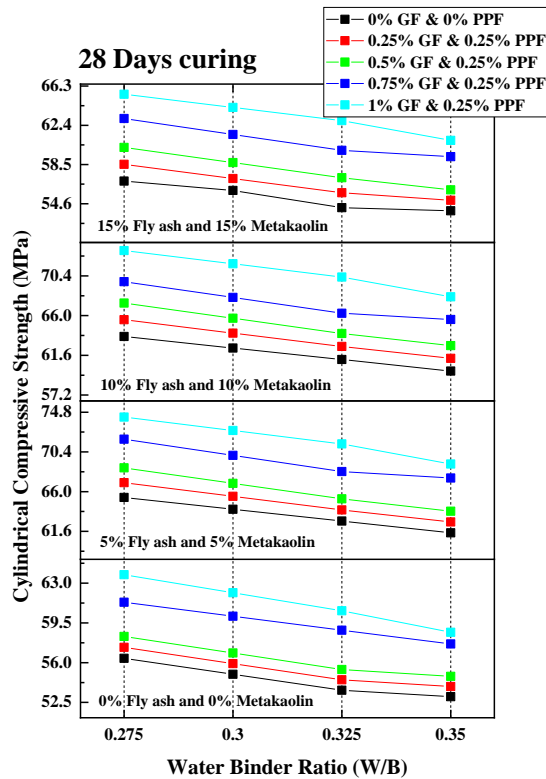 0% GF & 0% PPF
0.25% GF & 0.25% PPF
0.5% GF & 0.25% PPF
0.75% GF & 0.25% PPF
1% GF & 0.25% PPF
28 Days curing
66.3
62.4
58.5
54.6
15% Fly ash and 15% Metakaolin
70.4
66.0
61.6
57.2
10% Fly ash and 10% Metakaolin
74.8
70.4
66.0
61.6
5% Fly ash and 5% Metakaolin
63.0
59.5
56.0
52.5
0% Fly ash and 0% Metakaolin
Cylindrical Compressive Strength (MPa)
0.275 0.3 0.325 0.35
Water Binder Ratio (W/B)